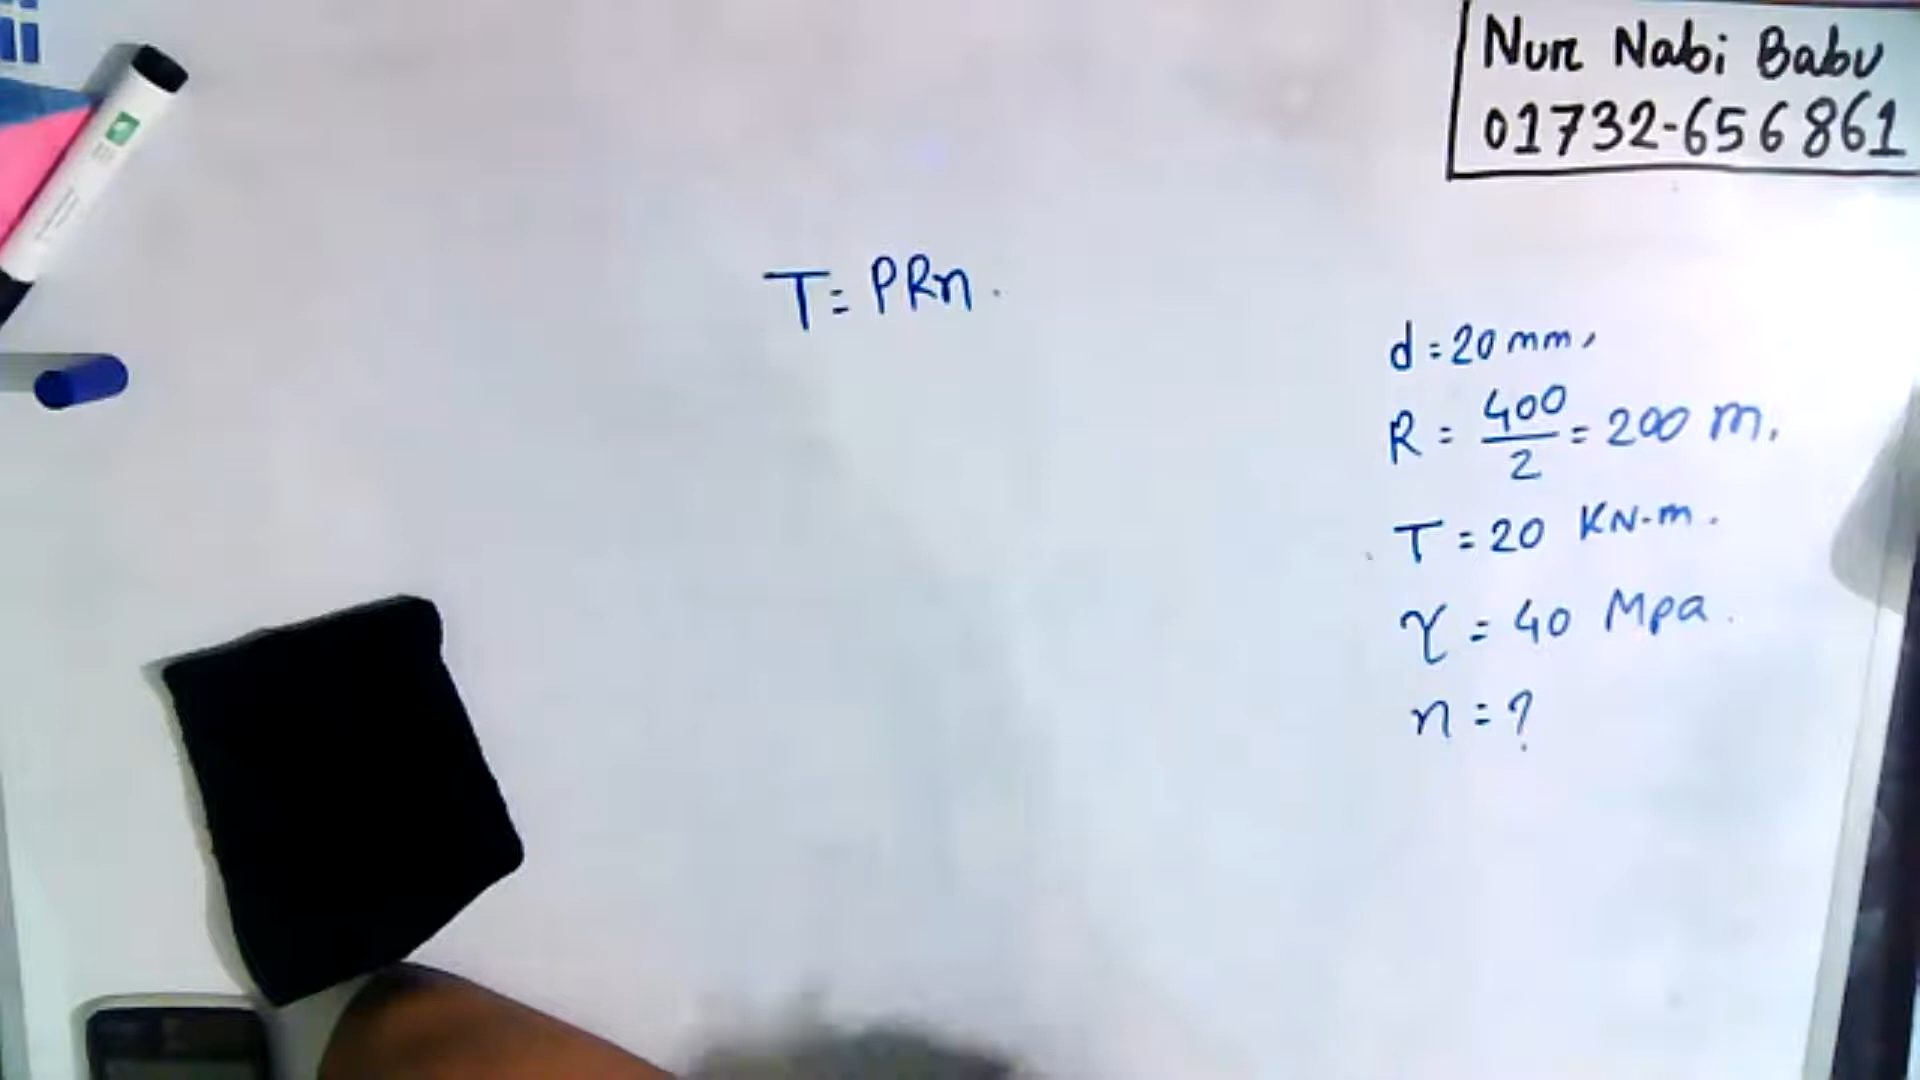 Nur Nabi Babu
01732-656861
T = PRn.
d = 20 mm,
R = 400/2 = 200 m.
T = 20 KN-m.
τ = 40 Mpa.
n = ?